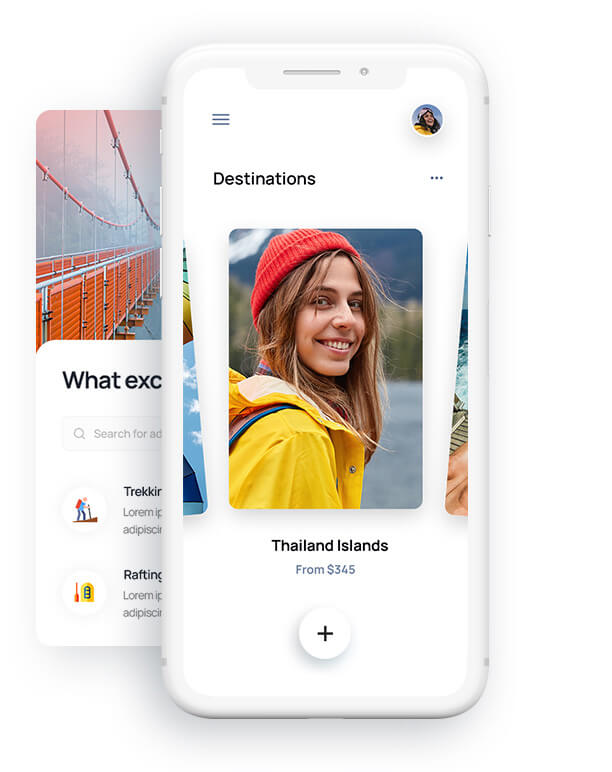 Destinations
Thailand Islands
From $345
What exc
Search for ad
Trekkin
Lorem ip
adipiscin
Rafting
Lorem ip
adipiscin